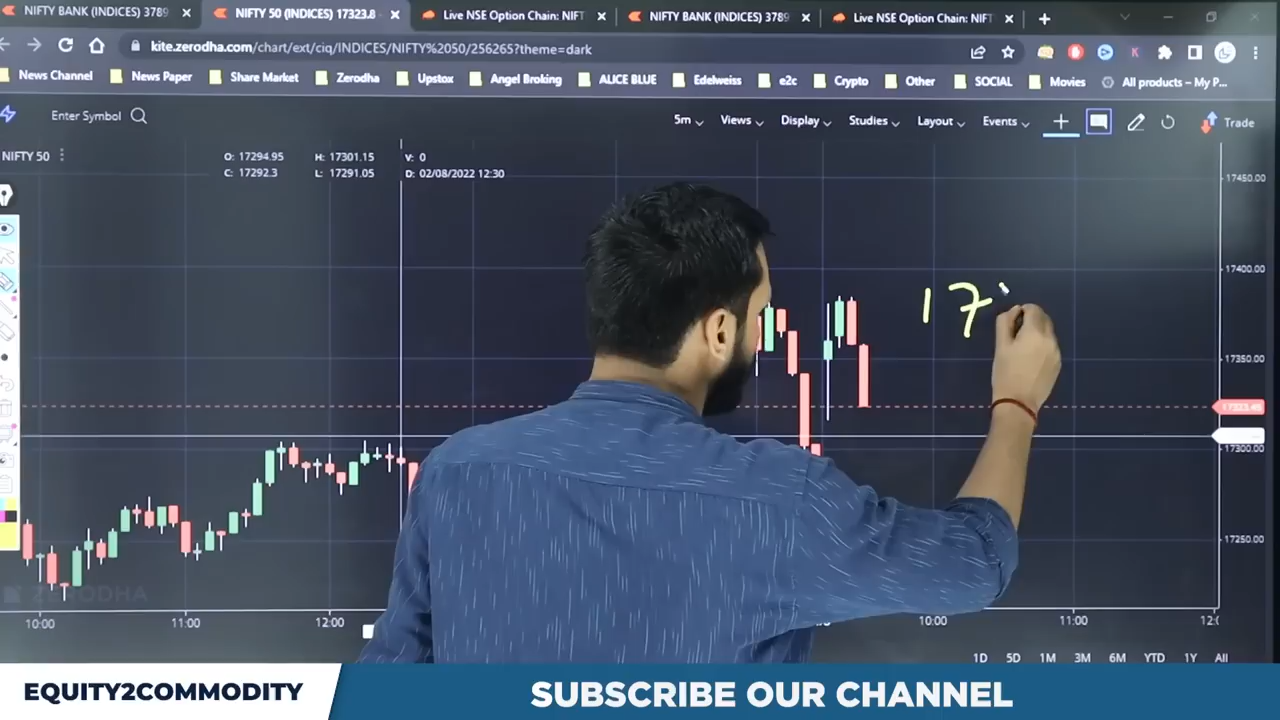 NIFTY BANK (INDICES) 3789
NIFTY 50 (INDICES) 17323.8
Live NSE Option Chain: NIFT
NIFTY BANK (INDICES) 3789
Live NSE Option Chain: NIFT
kite.zerodha.com/chart/ext/ciq/INDICES/NIFTY%2050/256265?theme=dark
News Channel News Paper Share Market Zerodha Upstox Angel Broking ALICE BLUE Edelweiss e2c Crypto Other SOCIAL Movies All products – My P...
Enter Symbol 5m Views Display Studies Layout Events Trade
NIFTY 50 O: 17294.95 H: 17301.15 V: 0
C: 17292.3 L: 17291.05 D: 02/08/2022 12:30
17450.00
17400.00
17
17350.00
17323.45
17300.00
17250.00
ZERODHA
10:00 11:00 12:00 10:00 11:00
1D 5D 1M 3M 6M YTD 1Y All
EQUITY2COMMODITY SUBSCRIBE OUR CHANNEL